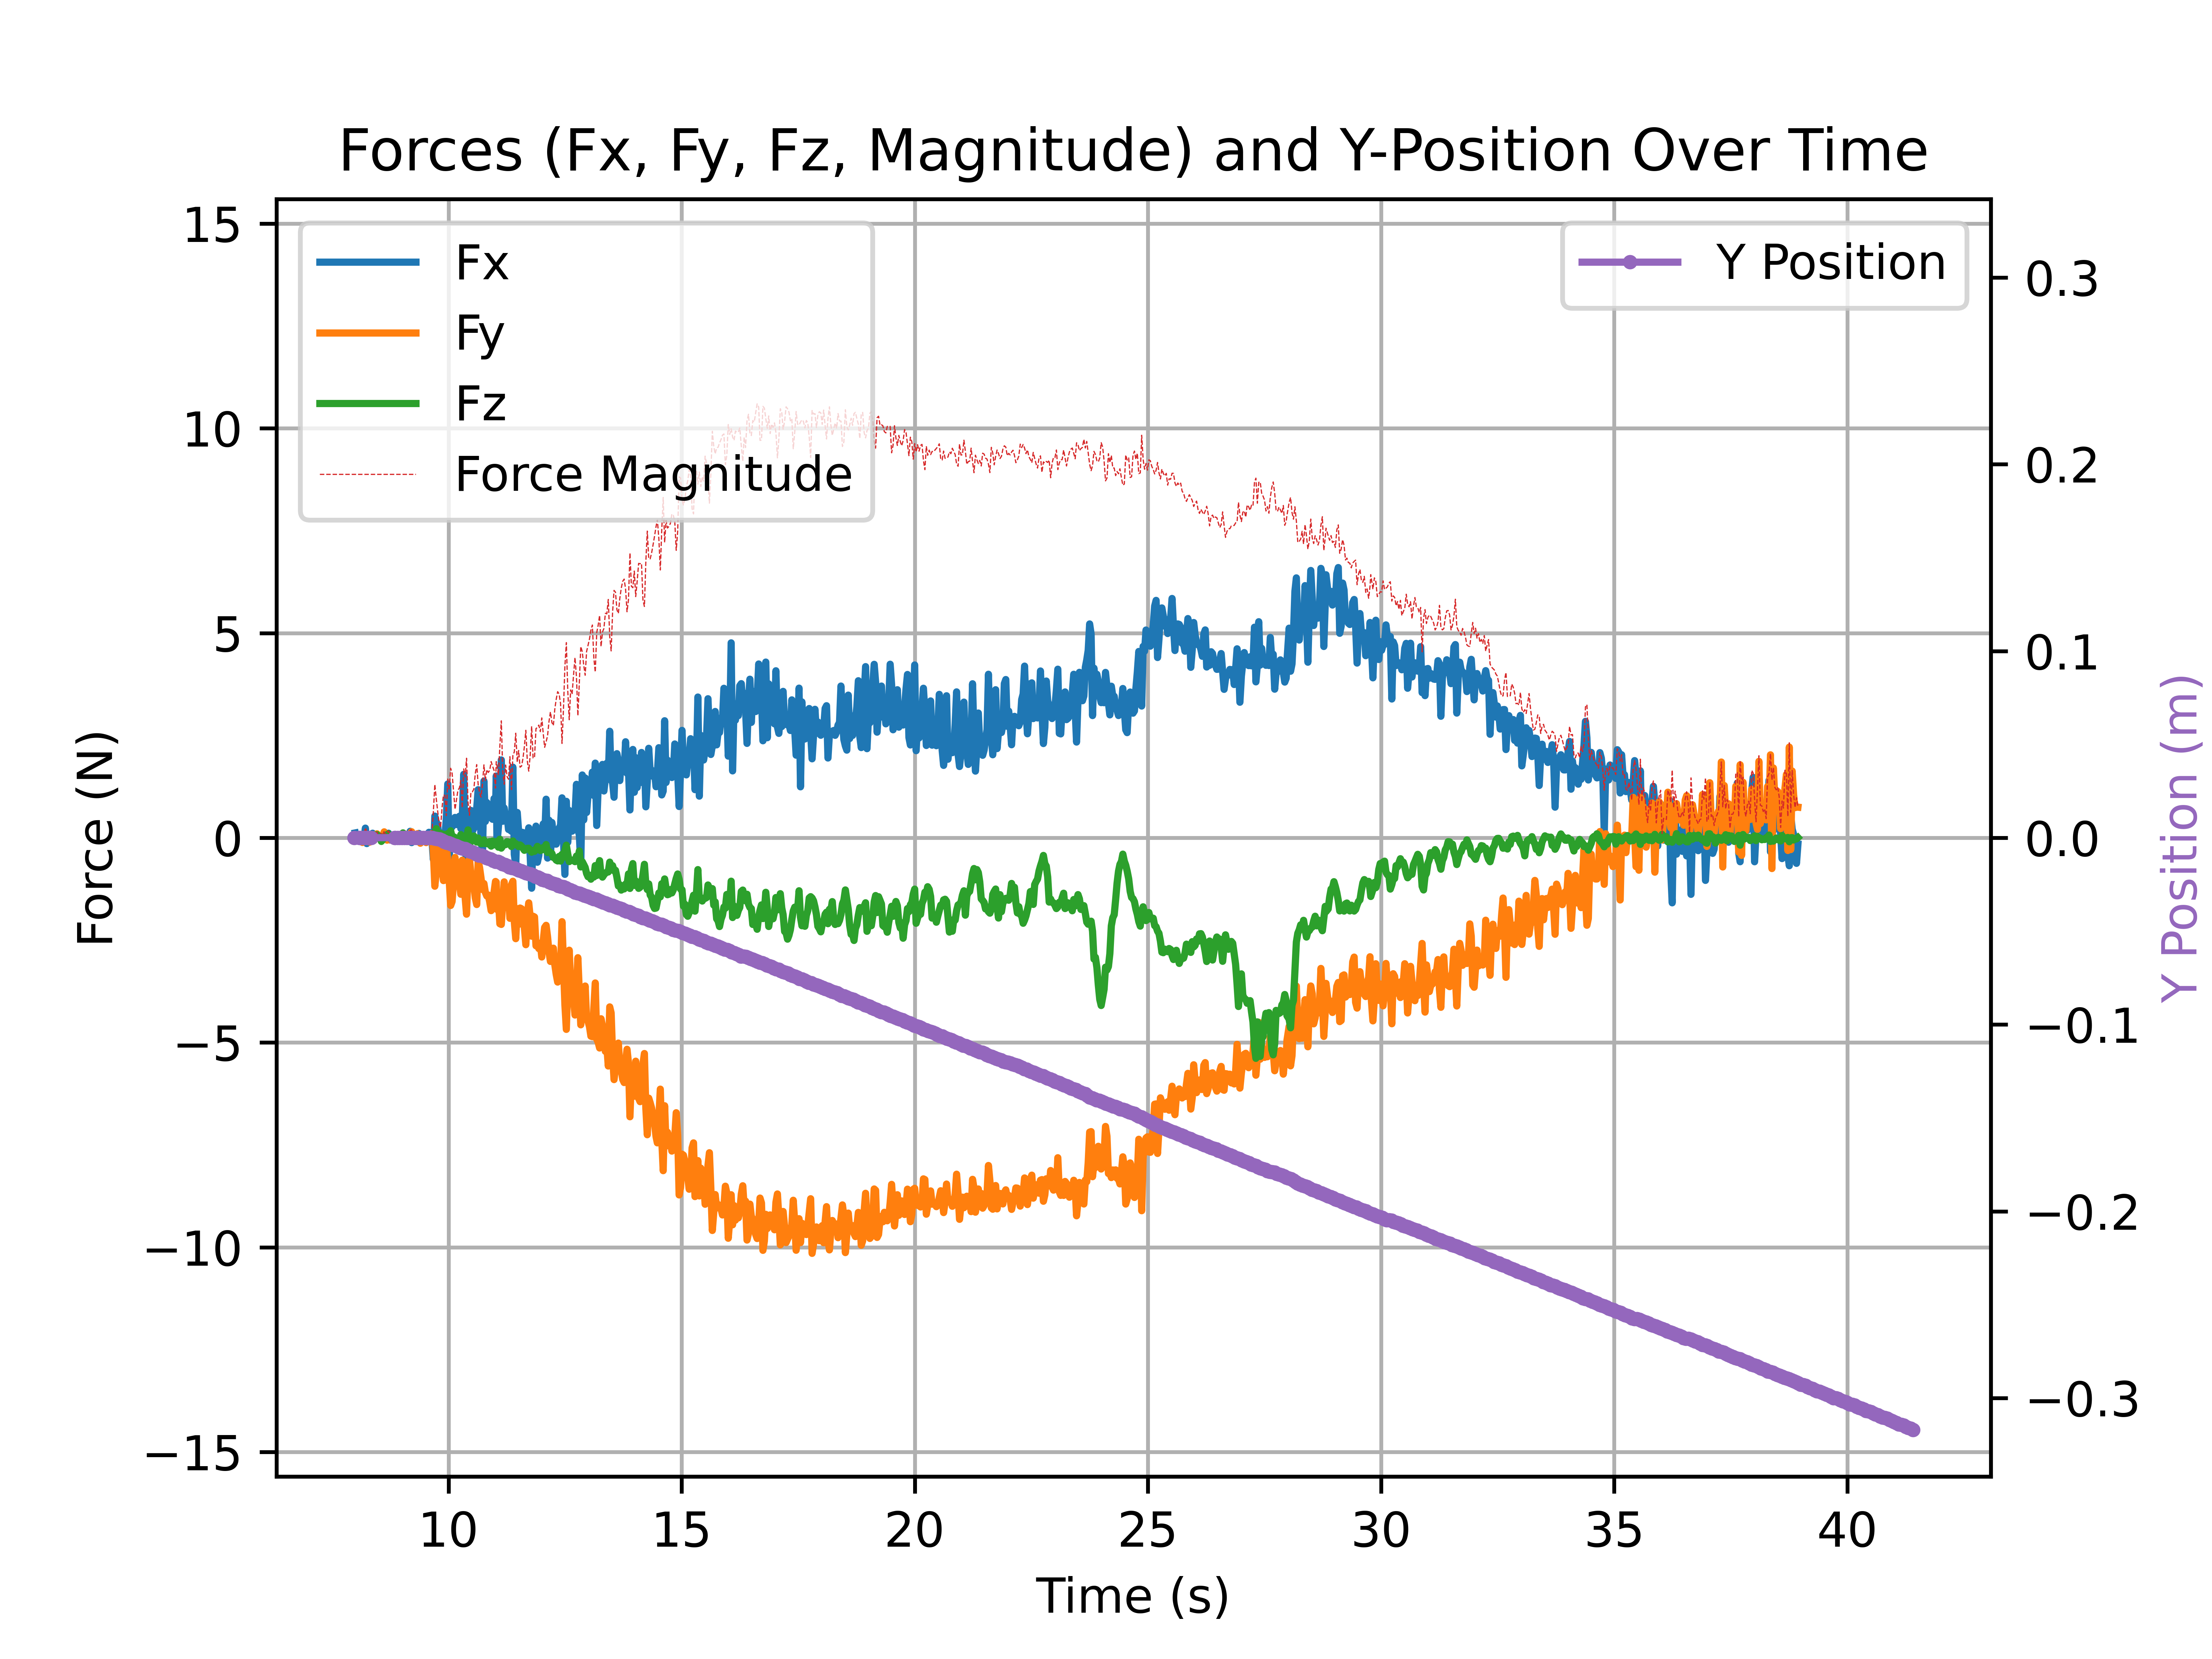 Forces (Fx, Fy, Fz, Magnitude) and Y-Position Over Time
Fx
Fy
Fz
Force Magnitude
Y Position
Force (N)
15
10
5
0
−5
−10
−15
0.3
0.2
0.1
0.0
−0.1
−0.2
−0.3
Y Position (m)
10 15 20 25 30 35 40
Time (s)